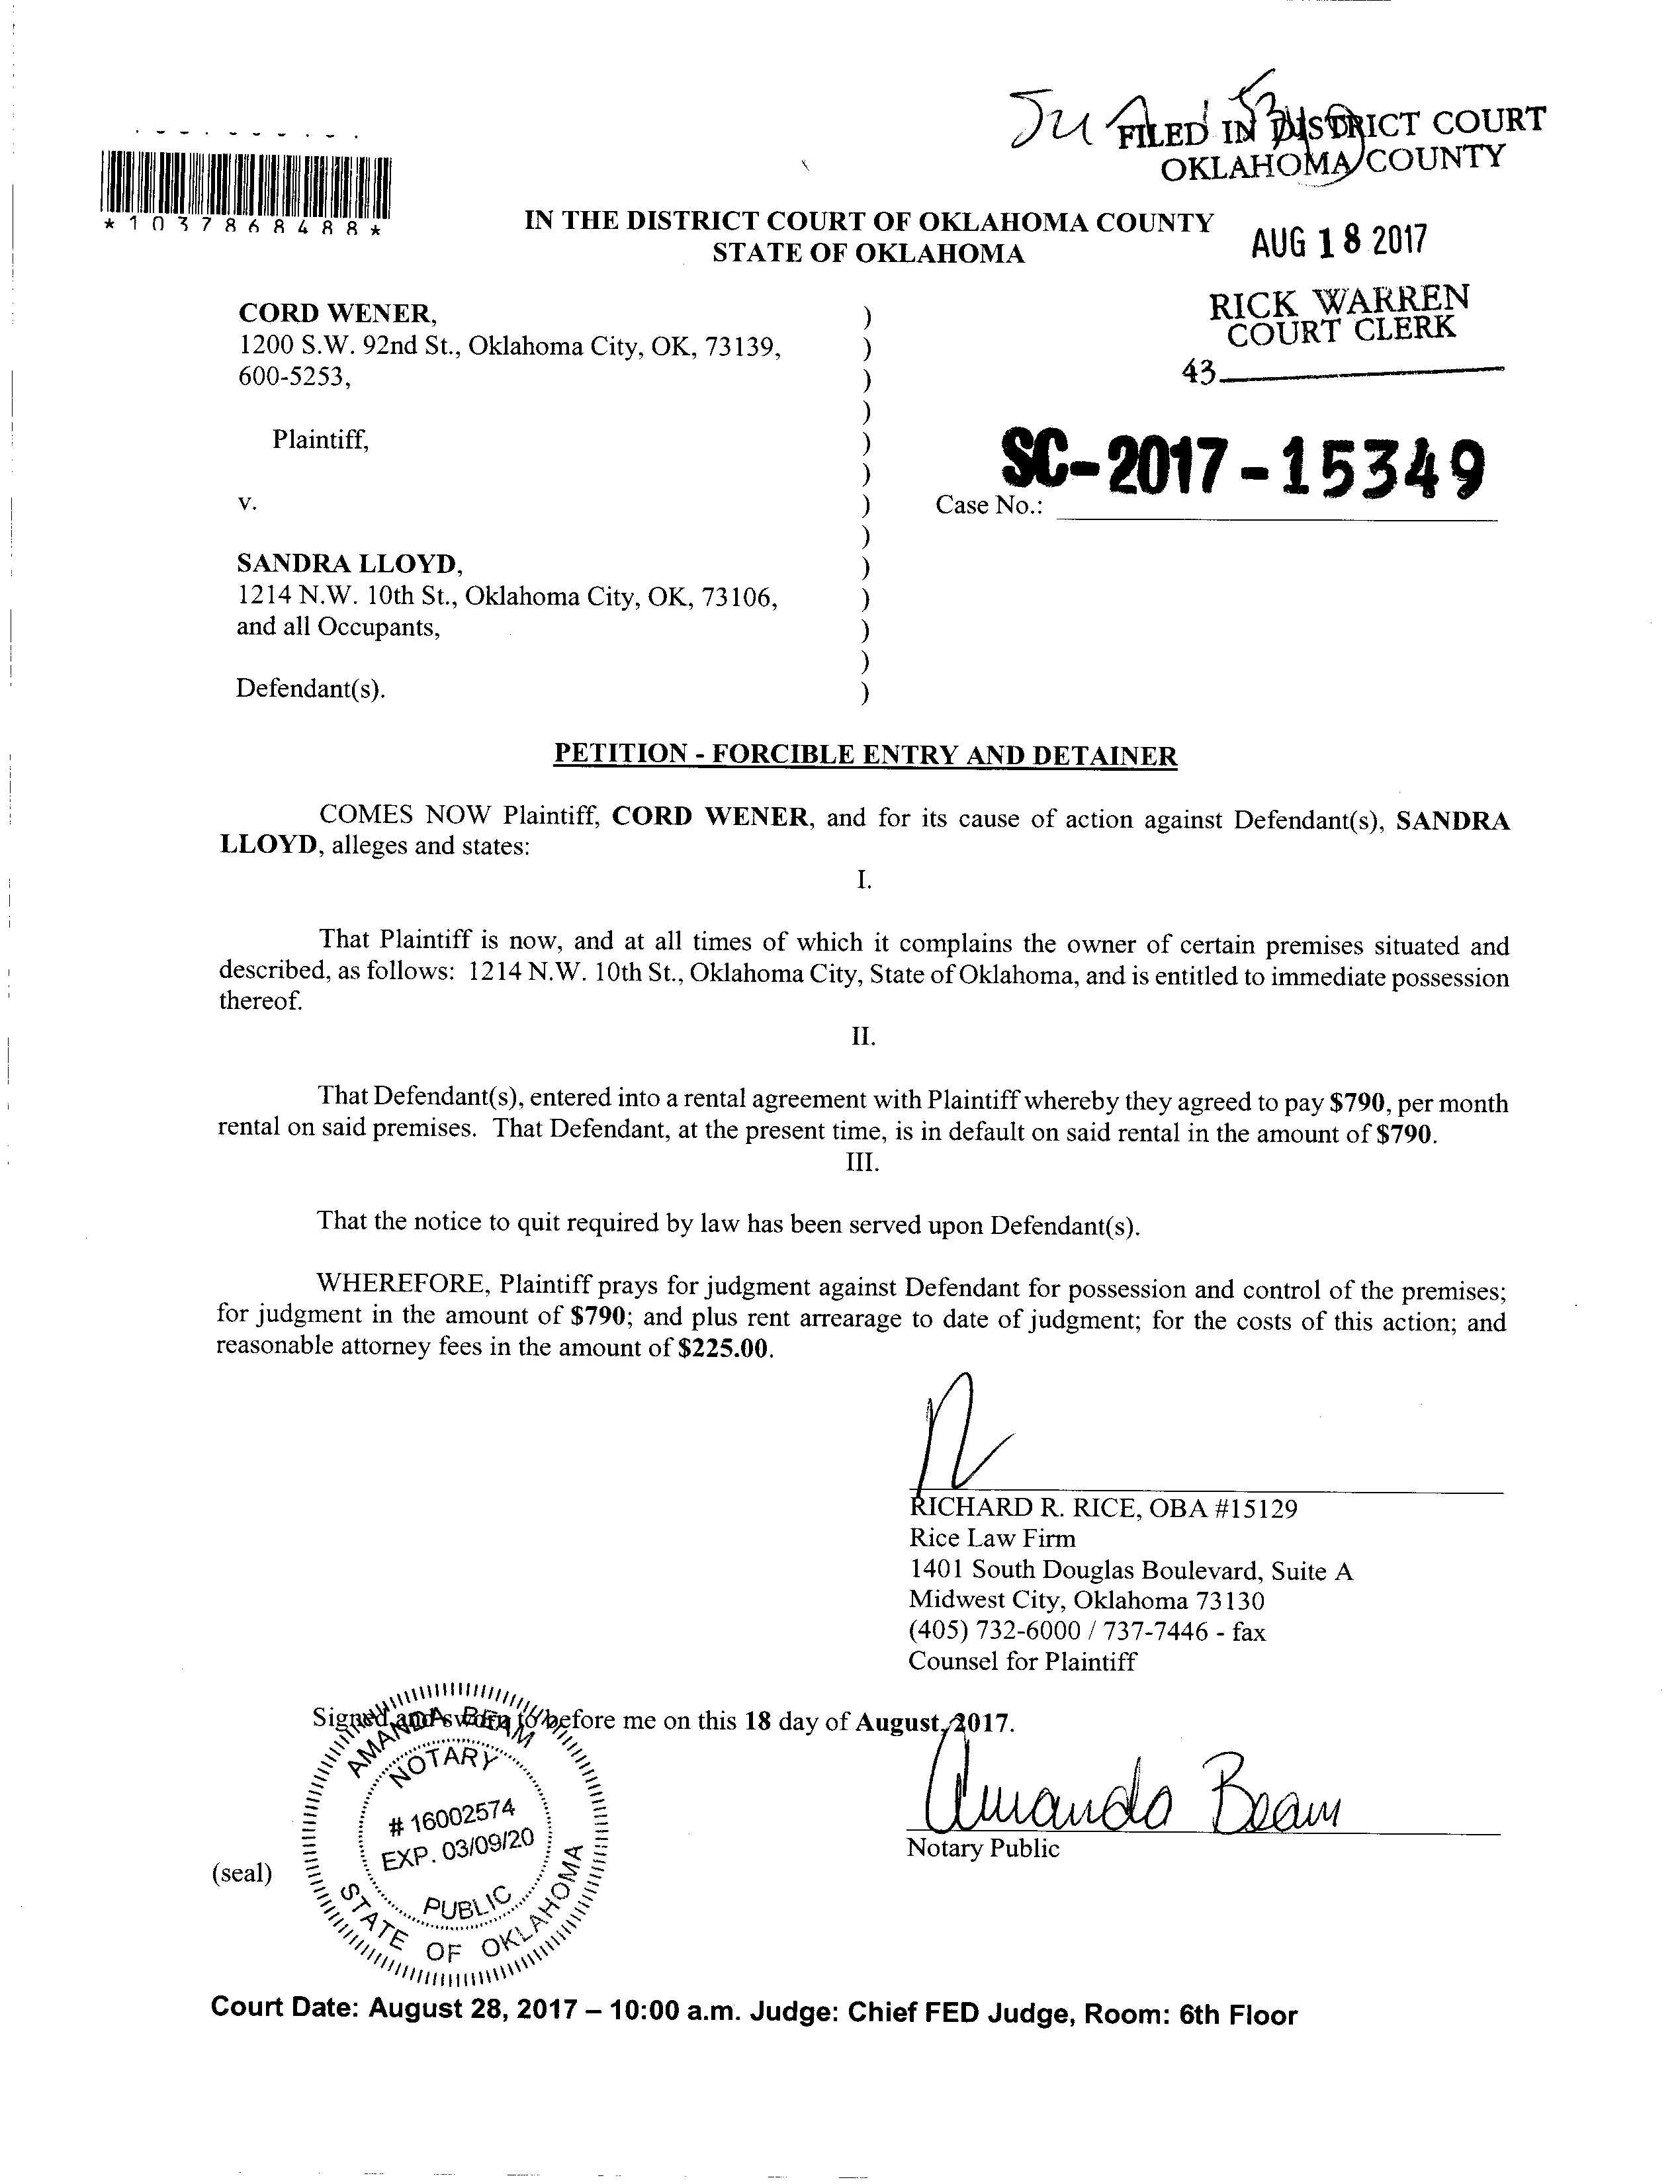 FILED IN DISTRICT COURT
OKLAHOMA COUNTY
*1037868488*
IN THE DISTRICT COURT OF OKLAHOMA COUNTY
STATE OF OKLAHOMA
AUG 18 2017
RICK WARREN
COURT CLERK
43
CORD WENER,
1200 S.W. 92nd St., Oklahoma City, OK, 73139,
600-5253,
Plaintiff,
v.
SC-2017-15349
Case No.:
SANDRA LLOYD,
1214 N.W. 10th St., Oklahoma City, OK, 73106,
and all Occupants,
Defendant(s).
)
)
)
)
)
)
)
)
)
)
)
)
)
PETITION - FORCIBLE ENTRY AND DETAINER
COMES NOW Plaintiff, CORD WENER, and for its cause of action against Defendant(s), SANDRA
LLOYD, alleges and states:
I.
That Plaintiff is now, and at all times of which it complains the owner of certain premises situated and
described, as follows: 1214 N.W. 10th St., Oklahoma City, State of Oklahoma, and is entitled to immediate possession
thereof.
II.
That Defendant(s), entered into a rental agreement with Plaintiff whereby they agreed to pay $790, per month
rental on said premises. That Defendant, at the present time, is in default on said rental in the amount of $790.
III.
That the notice to quit required by law has been served upon Defendant(s).
WHEREFORE, Plaintiff prays for judgment against Defendant for possession and control of the premises;
for judgment in the amount of $790; and plus rent arrearage to date of judgment; for the costs of this action; and
reasonable attorney fees in the amount of $225.00.
RICHARD R. RICE, OBA #15129
Rice Law Firm
1401 South Douglas Boulevard, Suite A
Midwest City, Oklahoma 73130
(405) 732-6000 / 737-7446 - fax
Counsel for Plaintiff
Signed and sworn to before me on this 18 day of August, 2017.
Amanda Beam
Notary Public
(seal)
AMANDA BEAM
NOTARY
# 16002574
EXP. 03/09/20
PUBLIC
STATE OF OKLAHOMA
Court Date: August 28, 2017 – 10:00 a.m. Judge: Chief FED Judge, Room: 6th Floor